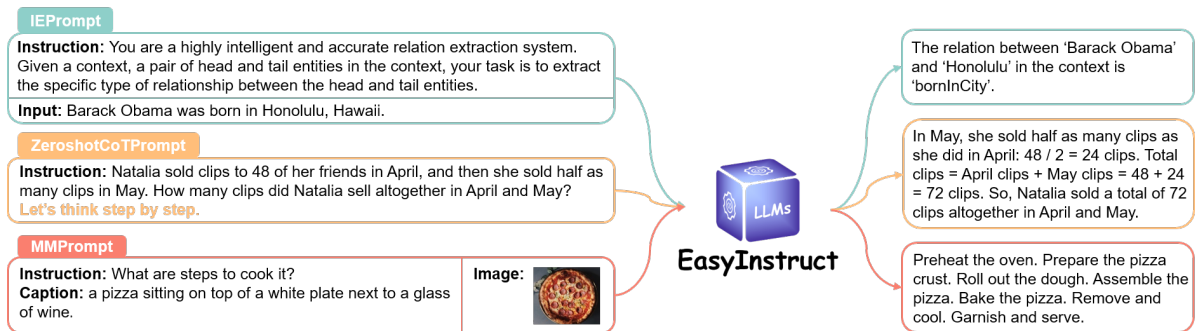 IEPrompt
Instruction: You are a highly intelligent and accurate relation extraction system.
Given a context, a pair of head and tail entities in the context, your task is to extract
the specific type of relationship between the head and tail entities.
Input: Barack Obama was born in Honolulu, Hawaii.
ZeroshotCoTPrompt
Instruction: Natalia sold clips to 48 of her friends in April, and then she sold half as
many clips in May. How many clips did Natalia sell altogether in April and May?
Let's think step by step.
MMPrompt
Instruction: What are steps to cook it?
Caption: a pizza sitting on top of a white plate next to a glass
of wine.
Image:
LLMs
EasyInstruct
The relation between ‘Barack Obama’
and ‘Honolulu’ in the context is
‘bornInCity’.
In May, she sold half as many clips as
she did in April: 48 / 2 = 24 clips. Total
clips = April clips + May clips = 48 + 24
= 72 clips. So, Natalia sold a total of 72
clips altogether in April and May.
Preheat the oven. Prepare the pizza
crust. Roll out the dough. Assemble the
pizza. Bake the pizza. Remove and
cool. Garnish and serve.